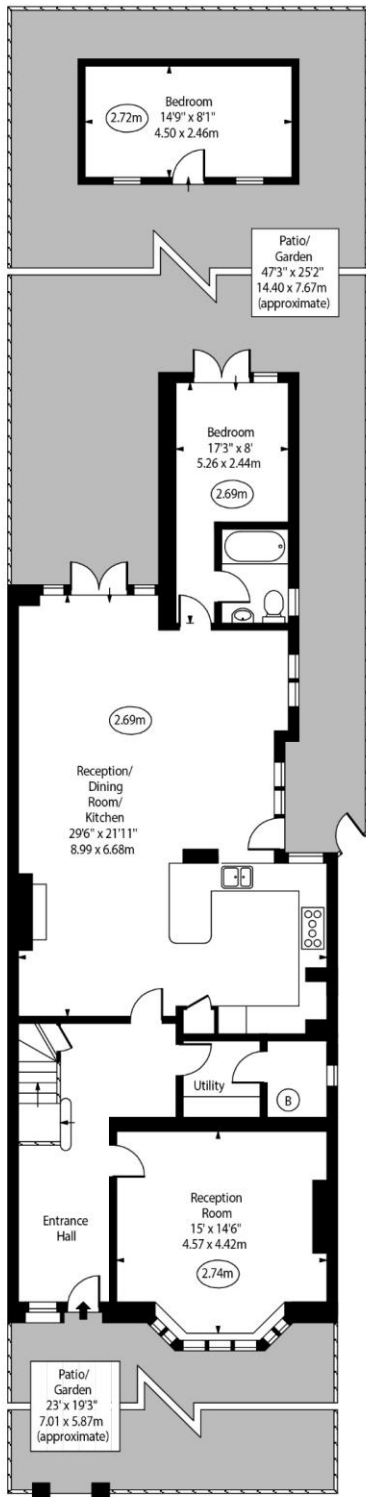 2.72m
Bedroom
14'9" x 8'1"
4.50 x 2.46m
Patio/
Garden
47'3" x 25'2"
14.40 x 7.67m
(approximate)
Bedroom
17'3" x 8'
5.26 x 2.44m
2.69m
2.69m
Reception/
Dining
Room/
Kitchen
29'6" x 21'11"
8.99 x 6.68m
Utility
B
Reception
Room
15' x 14'6"
4.57 x 4.42m
2.74m
Entrance
Hall
Patio/
Garden
23' x 19'3"
7.01 x 5.87m
(approximate)